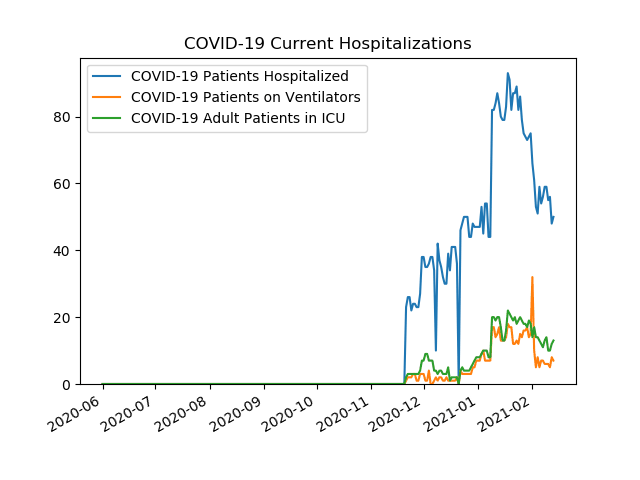 COVID-19 Current Hospitalizations
COVID-19 Patients Hospitalized
COVID-19 Patients on Ventilators
COVID-19 Adult Patients in ICU
80
60
40
20
0
2020-06 2020-07 2020-08 2020-09 2020-10 2020-11 2020-12 2021-01 2021-02